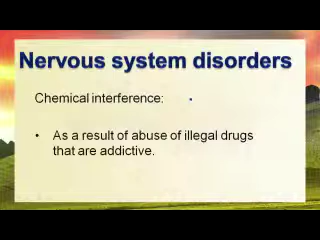 Nervous system disorders
Chemical interference:
• As a result of abuse of illegal drugs
that are addictive.